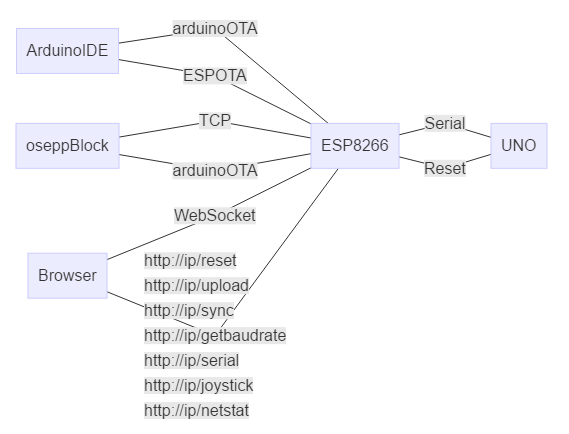 arduinoOTA
ArduinoIDE
ESPOTA
TCP
Serial
oseppBlock
ESP8266
UNO
arduinoOTA
Reset
WebSocket
Browser
http://ip/reset
http://ip/upload
http://ip/sync
http://ip/getbaudrate
http://ip/serial
http://ip/joystick
http://ip/netstat